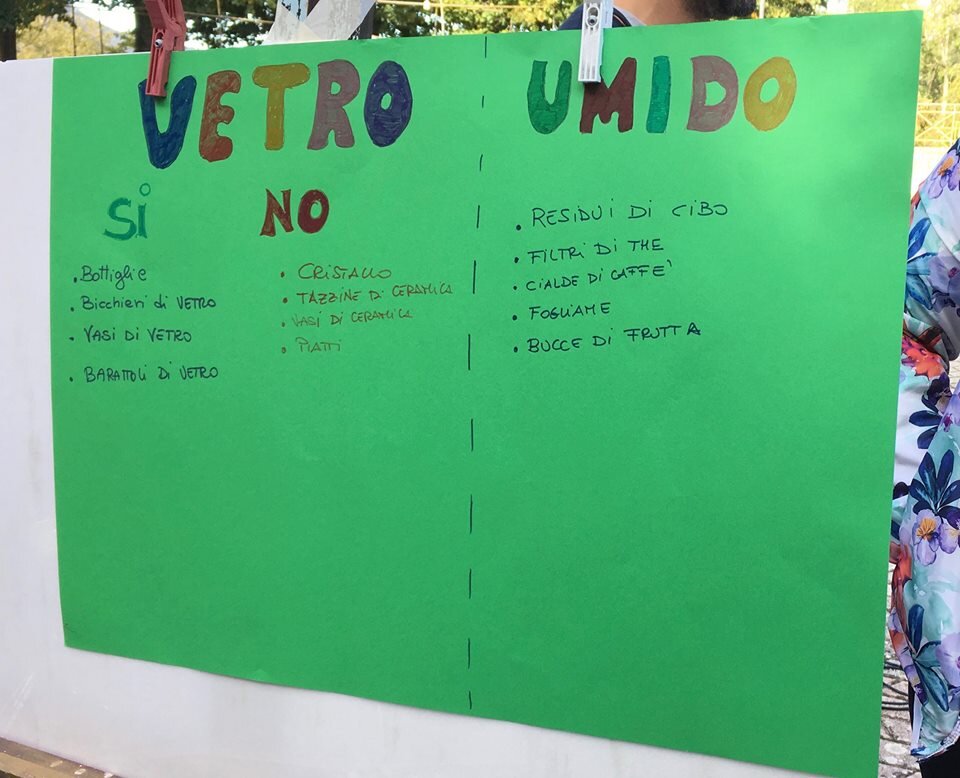 VETRO
SI
• Bottiglie
• Bicchieri di VETRO
• VASI DI VETRO
• BARATTOLI DI VETRO
NO
• CRISTALLO
• TAZZINE DI CERAMICA
• VASI DI CERAMICA
• PIATTI
UMIDO
• RESIDUI DI CIBO
• FILTRI DI THE
• CIALDE DI CAFFE'
• FOGLIAME
• BUCCE DI FRUTTA